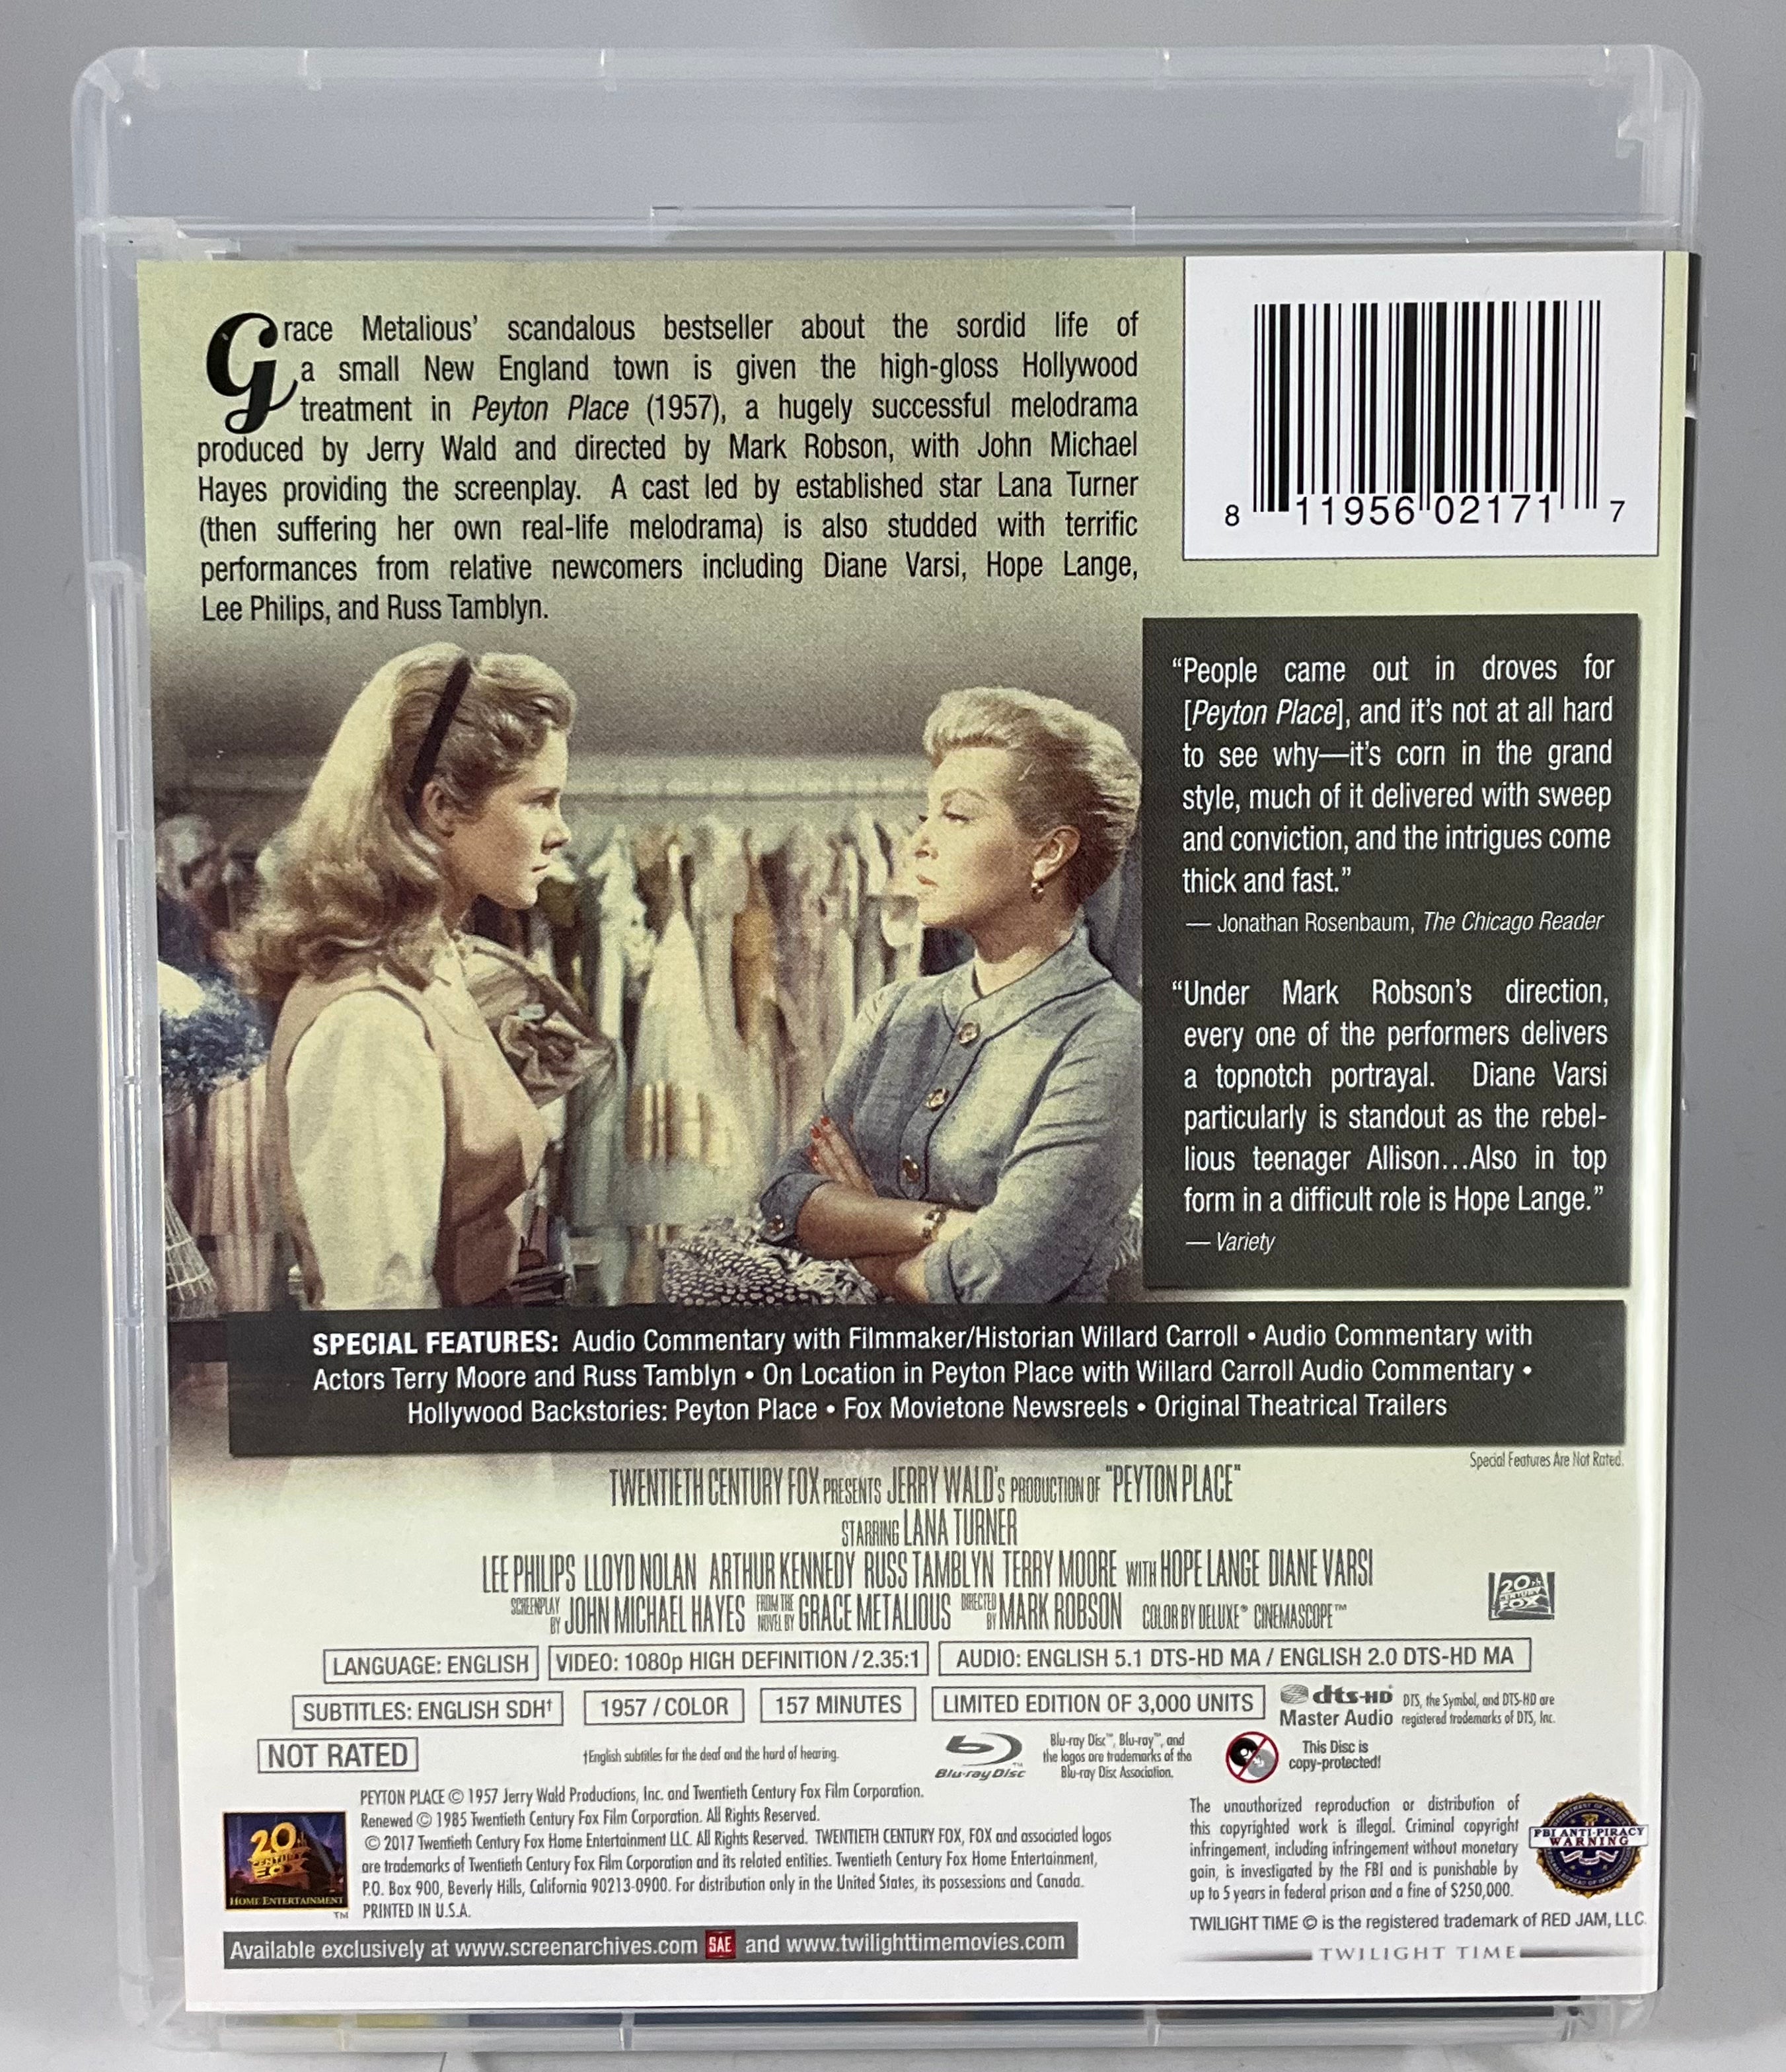 Grace Metalious' scandalous bestseller about the sordid life of
a small New England town is given the high-gloss Hollywood
treatment in Peyton Place (1957), a hugely successful melodrama
produced by Jerry Wald and directed by Mark Robson, with John Michael
Hayes providing the screenplay. A cast led by established star Lana Turner
(then suffering her own real-life melodrama) is also studded with terrific
performances from relative newcomers including Diane Varsi, Hope Lange,
Lee Philips, and Russ Tamblyn.
8 11956 02171 7
“People came out in droves for
[Peyton Place], and it's not at all hard
to see why—it's corn in the grand
style, much of it delivered with sweep
and conviction, and the intrigues come
thick and fast.”
— Jonathan Rosenbaum, The Chicago Reader
“Under Mark Robson's direction,
every one of the performers delivers
a topnotch portrayal. Diane Varsi
particularly is standout as the rebel-
lious teenager Allison...Also in top
form in a difficult role is Hope Lange.”
— Variety
SPECIAL FEATURES: Audio Commentary with Filmmaker/Historian Willard Carroll • Audio Commentary with
Actors Terry Moore and Russ Tamblyn • On Location in Peyton Place with Willard Carroll Audio Commentary •
Hollywood Backstories: Peyton Place • Fox Movietone Newsreels • Original Theatrical Trailers
Special Features Are Not Rated.
TWENTIETH CENTURY FOX PRESENTS JERRY WALD'S PRODUCTION OF "PEYTON PLACE"
STARRING LANA TURNER
LEE PHILIPS LLOYD NOLAN ARTHUR KENNEDY RUSS TAMBLYN TERRY MOORE WITH HOPE LANGE DIANE VARSI
SCREENPLAY BY JOHN MICHAEL HAYES FROM THE NOVEL BY GRACE METALIOUS DIRECTED BY MARK ROBSON COLOR BY DELUXE® CINEMASCOPE™
20th CENTURY FOX
LANGUAGE: ENGLISH VIDEO: 1080p HIGH DEFINITION / 2.35:1 AUDIO: ENGLISH 5.1 DTS-HD MA / ENGLISH 2.0 DTS-HD MA
SUBTITLES: ENGLISH SDH† 1957 / COLOR 157 MINUTES LIMITED EDITION OF 3,000 UNITS
dts-HD Master Audio
DTS, the Symbol, and DTS-HD are
registered trademarks of DTS, Inc.
NOT RATED
†English subtitles for the deaf and the hard of hearing.
Blu-ray Disc™
Blu-ray Disc™, Blu-ray™, and
the logos are trademarks of the
Blu-ray Disc Association.
This Disc is
copy-protected!
PEYTON PLACE © 1957 Jerry Wald Productions, Inc. and Twentieth Century Fox Film Corporation.
Renewed © 1985 Twentieth Century Fox Film Corporation. All Rights Reserved.
© 2017 Twentieth Century Fox Home Entertainment LLC. All Rights Reserved. TWENTIETH CENTURY FOX, FOX and associated logos
are trademarks of Twentieth Century Fox Film Corporation and its related entities. Twentieth Century Fox Home Entertainment,
P.O. Box 900, Beverly Hills, California 90213-0900. For distribution only in the United States, its possessions and Canada.
PRINTED IN U.S.A.
20th CENTURY FOX
HOME ENTERTAINMENT
TM
The unauthorized reproduction or distribution of
this copyrighted work is illegal. Criminal copyright
infringement, including infringement without monetary
gain, is investigated by the FBI and is punishable by
up to 5 years in federal prison and a fine of $250,000.
FBI ANTI-PIRACY
WARNING
TWILIGHT TIME © is the registered trademark of RED JAM, LLC.
Available exclusively at www.screenarchives.com SAE and www.twilighttimemovies.com
TWILIGHT TIME